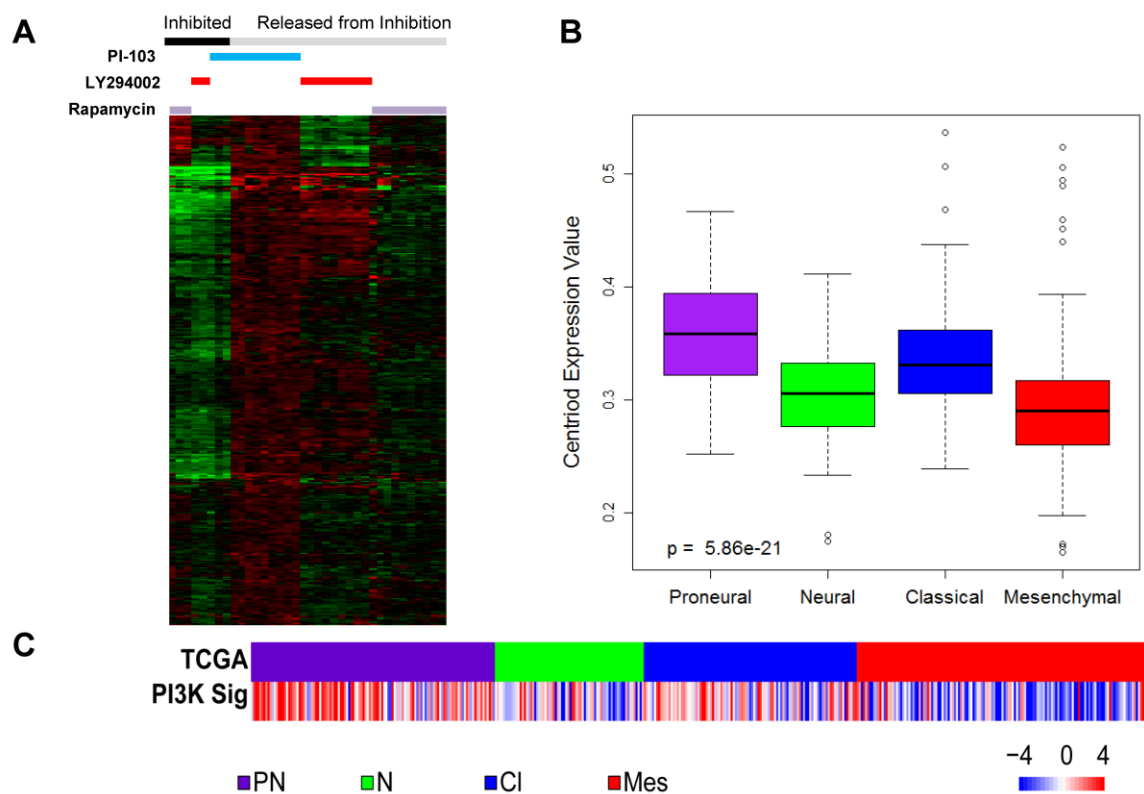 A
Inhibited Released from Inhibition
PI-103
LY294002
Rapamycin
B
Centriod Expression Value
0.5
0.4
0.3
0.2
p = 5.86e-21
Proneural Neural Classical Mesenchymal
C
TCGA
PI3K Sig
PN N Cl Mes
−4 0 4